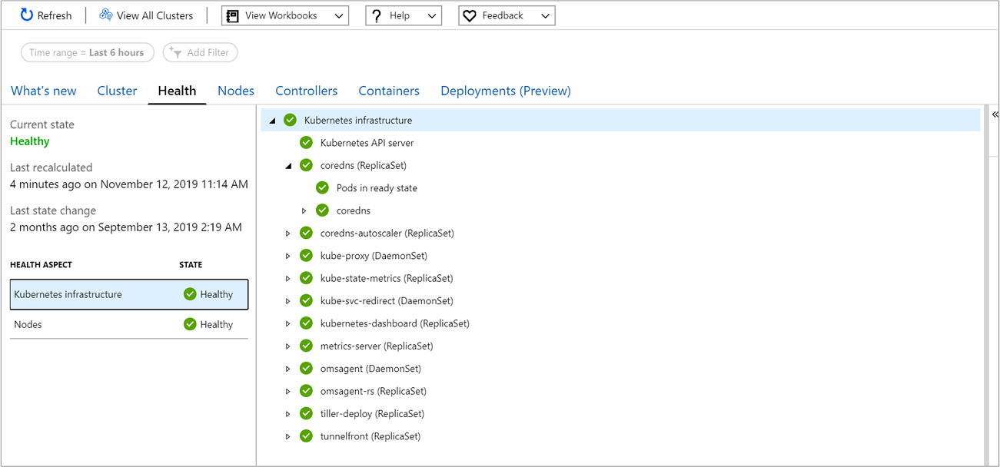 Refresh View All Clusters View Workbooks Help Feedback
Time range = Last 6 hours Add Filter
What's new Cluster Health Nodes Controllers Containers Deployments (Preview)
Current state
Healthy
Last recalculated
4 minutes ago on November 12, 2019 11:14 AM
Last state change
2 months ago on September 13, 2019 2:19 AM
HEALTH ASPECT STATE
Kubernetes infrastructure Healthy
Nodes Healthy
Kubernetes infrastructure
Kubernetes API server
coredns (ReplicaSet)
Pods in ready state
coredns
coredns-autoscaler (ReplicaSet)
kube-proxy (DaemonSet)
kube-state-metrics (ReplicaSet)
kube-svc-redirect (DaemonSet)
kubernetes-dashboard (ReplicaSet)
metrics-server (ReplicaSet)
omsagent (DaemonSet)
omsagent-rs (ReplicaSet)
tiller-deploy (ReplicaSet)
tunnelfront (ReplicaSet)